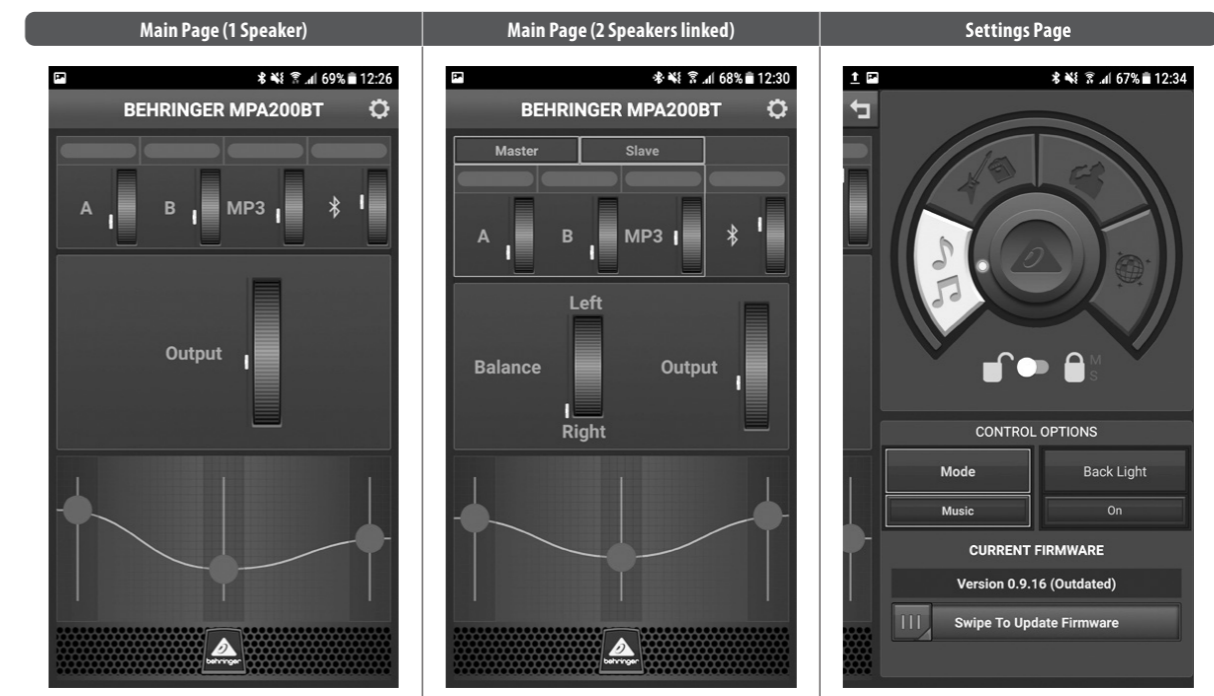 Main Page (1 Speaker)
Main Page (2 Speakers linked)
Settings Page
69% 12:26
BEHRINGER MPA200BT
A
B
MP3
Output
behringer
68% 12:30
BEHRINGER MPA200BT
Master
Slave
A
B
MP3
Left
Balance
Output
Right
behringer
67% 12:34
M
S
CONTROL OPTIONS
Mode
Back Light
Music
On
CURRENT FIRMWARE
Version 0.9.16 (Outdated)
Swipe To Update Firmware